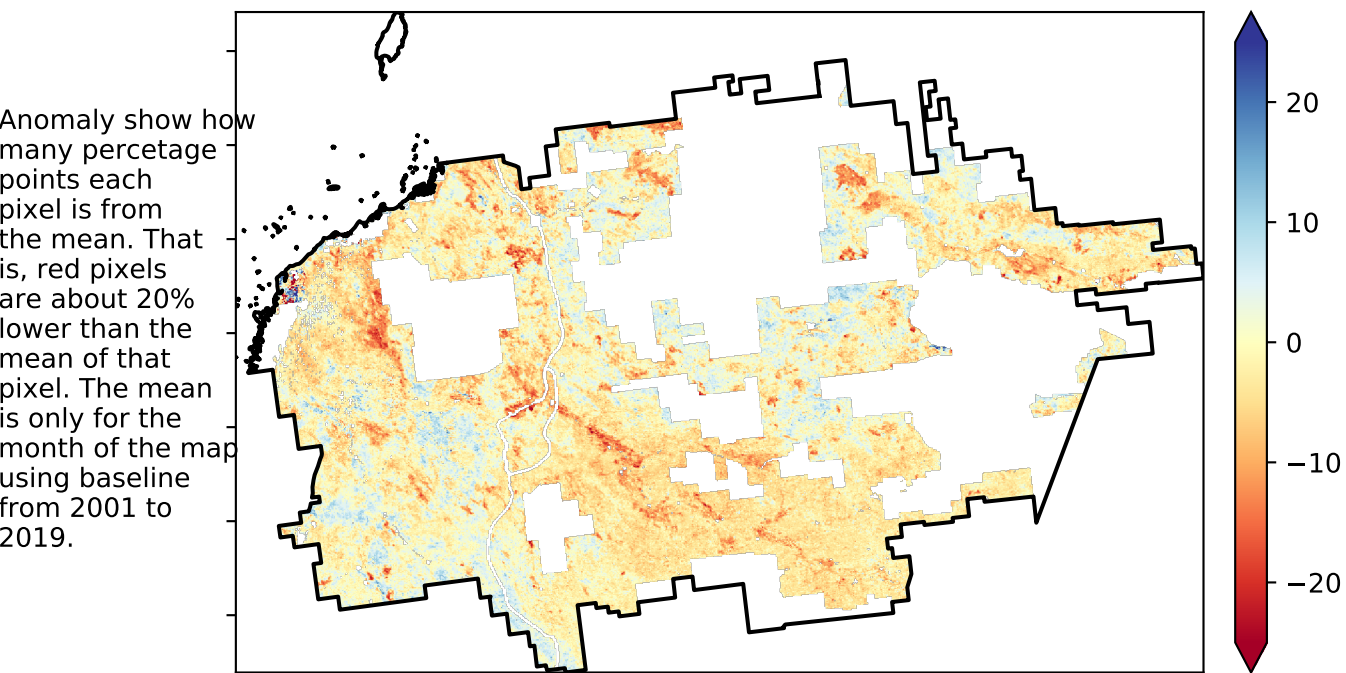 Anomaly show how
many percetage
points each
pixel is from
the mean. That
is, red pixels
are about 20%
lower than the
mean of that
pixel. The mean
is only for the
month of the map
using baseline
from 2001 to
2019.
20
10
0
−10
−20